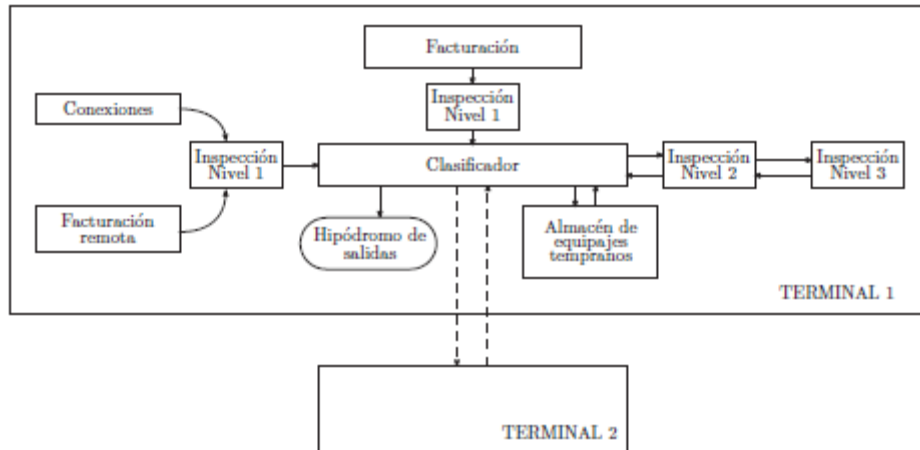 Facturación
Inspección
Nivel 1
Conexiones
Inspección
Nivel 1
Clasificador
Inspección
Nivel 2
Inspección
Nivel 3
Facturación
remota
Hipódromo de
salidas
Almacén de
equipajes
tempranos
TERMINAL 1
TERMINAL 2